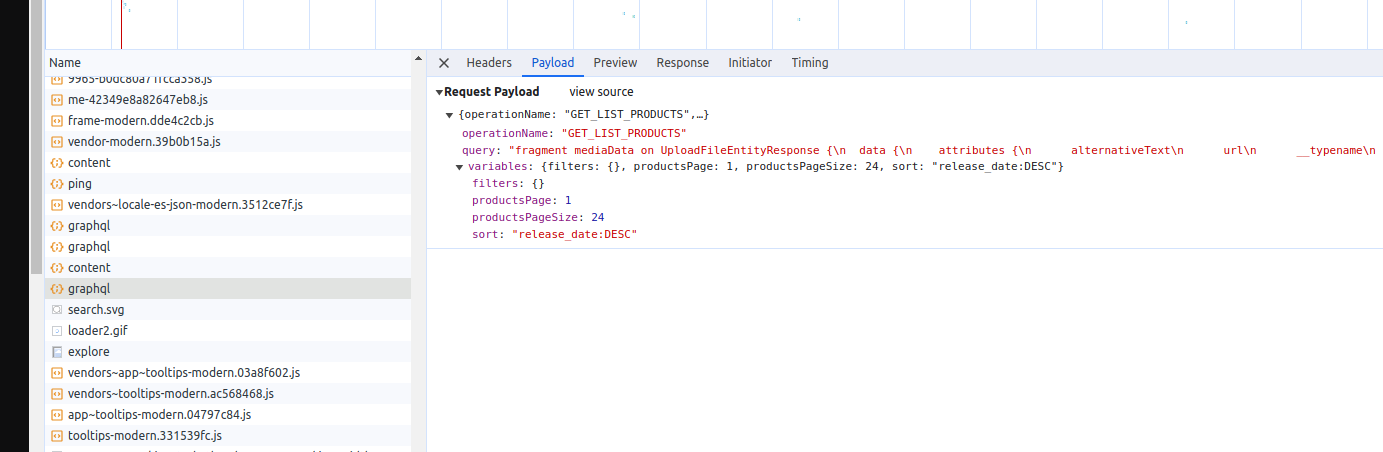 Name
9965-b0dc80a71fcca358.js
me-42349e8a82647eb8.js
frame-modern.dde4c2cb.js
vendor-modern.39b0b15a.js
content
ping
vendors~locale-es-json-modern.3512ce7f.js
graphql
graphql
content
graphql
search.svg
loader2.gif
explore
vendors~app~tooltips-modern.03a8f602.js
vendors~tooltips-modern.ac568468.js
app~tooltips-modern.04797c84.js
tooltips-modern.331539fc.js
Headers Payload Preview Response Initiator Timing
Request Payload view source
{operationName: "GET_LIST_PRODUCTS",…}
operationName: "GET_LIST_PRODUCTS"
query: "fragment mediaData on UploadFileEntityResponse {\n  data {\n    attributes {\n      alternativeText\n      url\n      __typename\n
variables: {filters: {}, productsPage: 1, productsPageSize: 24, sort: "release_date:DESC"}
filters: {}
productsPage: 1
productsPageSize: 24
sort: "release_date:DESC"